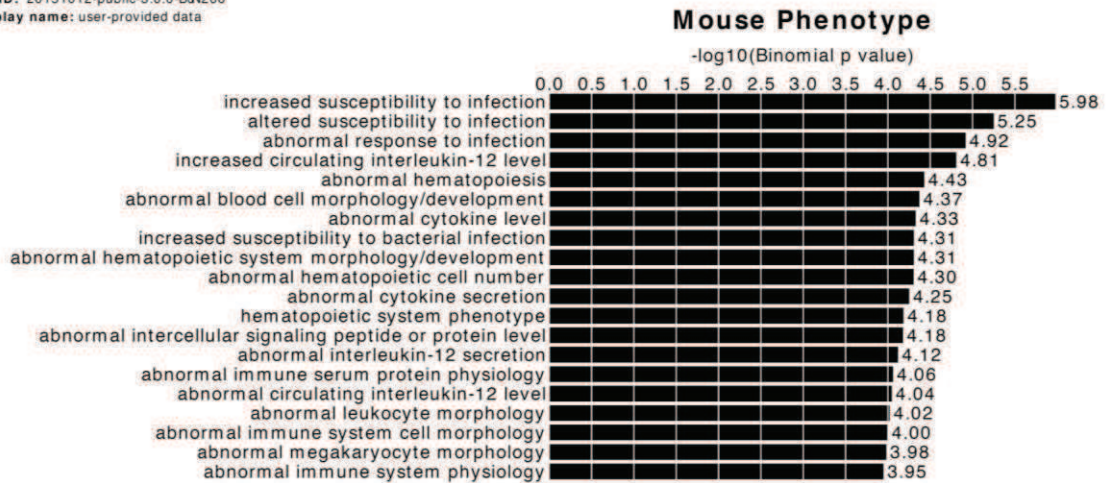 play name: user-provided data
Mouse Phenotype
-log10(Binomial p value)
0.0 0.5 1.0 1.5 2.0 2.5 3.0 3.5 4.0 4.5 5.0 5.5
increased susceptibility to infection 5.98
altered susceptibility to infection 5.25
abnormal response to infection 4.92
increased circulating interleukin-12 level 4.81
abnormal hematopoiesis 4.43
abnormal blood cell morphology/development 4.37
abnormal cytokine level 4.33
increased susceptibility to bacterial infection 4.31
abnormal hematopoietic system morphology/development 4.31
abnormal hematopoietic cell number 4.30
abnormal cytokine secretion 4.25
hematopoietic system phenotype 4.18
abnormal intercellular signaling peptide or protein level 4.18
abnormal interleukin-12 secretion 4.12
abnormal immune serum protein physiology 4.06
abnormal circulating interleukin-12 level 4.04
abnormal leukocyte morphology 4.02
abnormal immune system cell morphology 4.00
abnormal megakaryocyte morphology 3.98
abnormal immune system physiology 3.95